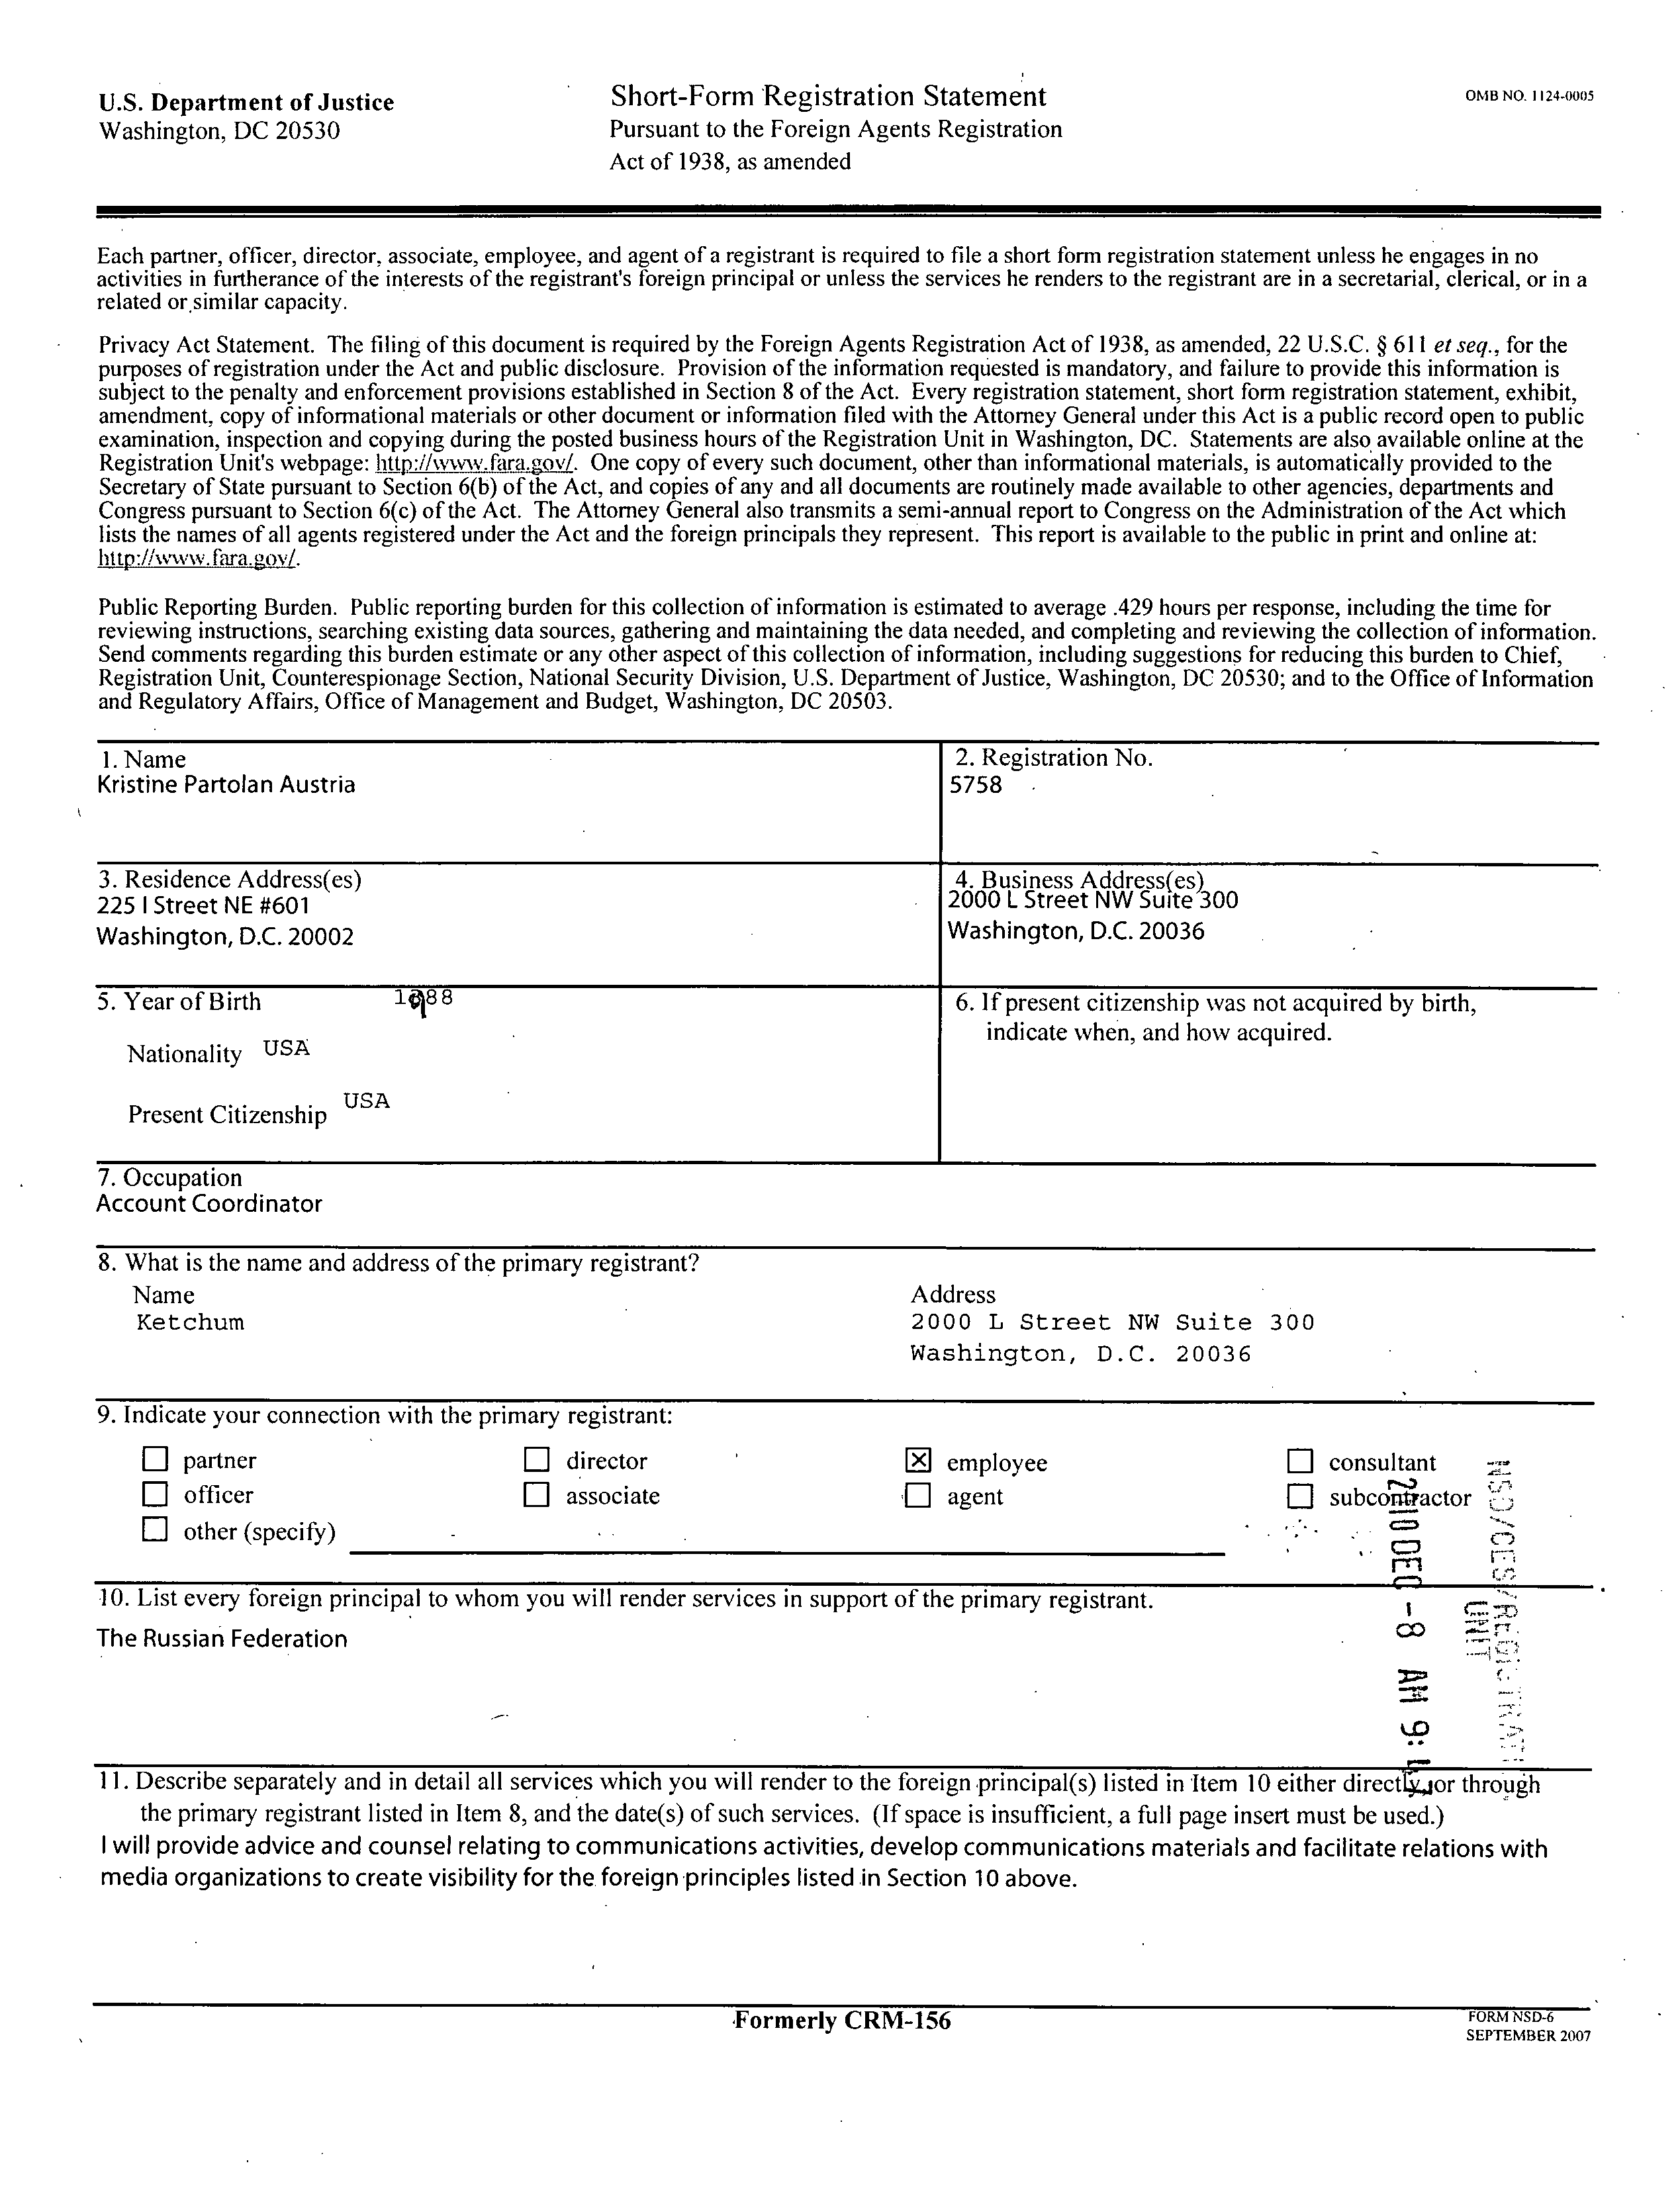 U.S. Department of Justice
Washington, DC 20530
Short-Form Registration Statement
Pursuant to the Foreign Agents Registration
Act of 1938, as amended
OMB NO. 1124-0005
Each partner, officer, director, associate, employee, and agent of a registrant is required to file a short form registration statement unless he engages in no
activities in furtherance of the interests of the registrant's foreign principal or unless the services he renders to the registrant are in a secretarial, clerical, or in a
related or similar capacity.
Privacy Act Statement. The filing of this document is required by the Foreign Agents Registration Act of 1938, as amended, 22 U.S.C. § 611 et seq., for the
purposes of registration under the Act and public disclosure. Provision of the information requested is mandatory, and failure to provide this information is
subject to the penalty and enforcement provisions established in Section 8 of the Act. Every registration statement, short form registration statement, exhibit,
amendment, copy of informational materials or other document or information filed with the Attorney General under this Act is a public record open to public
examination, inspection and copying during the posted business hours of the Registration Unit in Washington, DC. Statements are also available online at the
Registration Unit's webpage: http://www.fara.gov/. One copy of every such document, other than informational materials, is automatically provided to the
Secretary of State pursuant to Section 6(b) of the Act, and copies of any and all documents are routinely made available to other agencies, departments and
Congress pursuant to Section 6(c) of the Act. The Attorney General also transmits a semi-annual report to Congress on the Administration of the Act which
lists the names of all agents registered under the Act and the foreign principals they represent. This report is available to the public in print and online at:
http://www.fara.gov/.
Public Reporting Burden. Public reporting burden for this collection of information is estimated to average .429 hours per response, including the time for
reviewing instructions, searching existing data sources, gathering and maintaining the data needed, and completing and reviewing the collection of information.
Send comments regarding this burden estimate or any other aspect of this collection of information, including suggestions for reducing this burden to Chief,
Registration Unit, Counterespionage Section, National Security Division, U.S. Department of Justice, Washington, DC 20530; and to the Office of Information
and Regulatory Affairs, Office of Management and Budget, Washington, DC 20503.
1. Name
Kristine Partolan Austria
2. Registration No.
5758
3. Residence Address(es)
225 I Street NE #601
Washington, D.C. 20002
4. Business Address(es)
2000 L Street NW Suite 300
Washington, D.C. 20036
5. Year of Birth 1988
Nationality USA
Present Citizenship USA
6. If present citizenship was not acquired by birth,
indicate when, and how acquired.
7. Occupation
Account Coordinator
8. What is the name and address of the primary registrant?
Name
Ketchum
Address
2000 L Street NW Suite 300
Washington, D.C. 20036
9. Indicate your connection with the primary registrant:
partner director employee consultant
officer associate agent subcontractor
other (specify)
2010 DEC -8 AM 9:
NSD/CES/REGISTRATION
UNIT
10. List every foreign principal to whom you will render services in support of the primary registrant.
The Russian Federation
11. Describe separately and in detail all services which you will render to the foreign principal(s) listed in Item 10 either directly, or through
the primary registrant listed in Item 8, and the date(s) of such services. (If space is insufficient, a full page insert must be used.)
I will provide advice and counsel relating to communications activities, develop communications materials and facilitate relations with
media organizations to create visibility for the foreign principles listed in Section 10 above.
Formerly CRM-156
FORM NSD-6
SEPTEMBER 2007